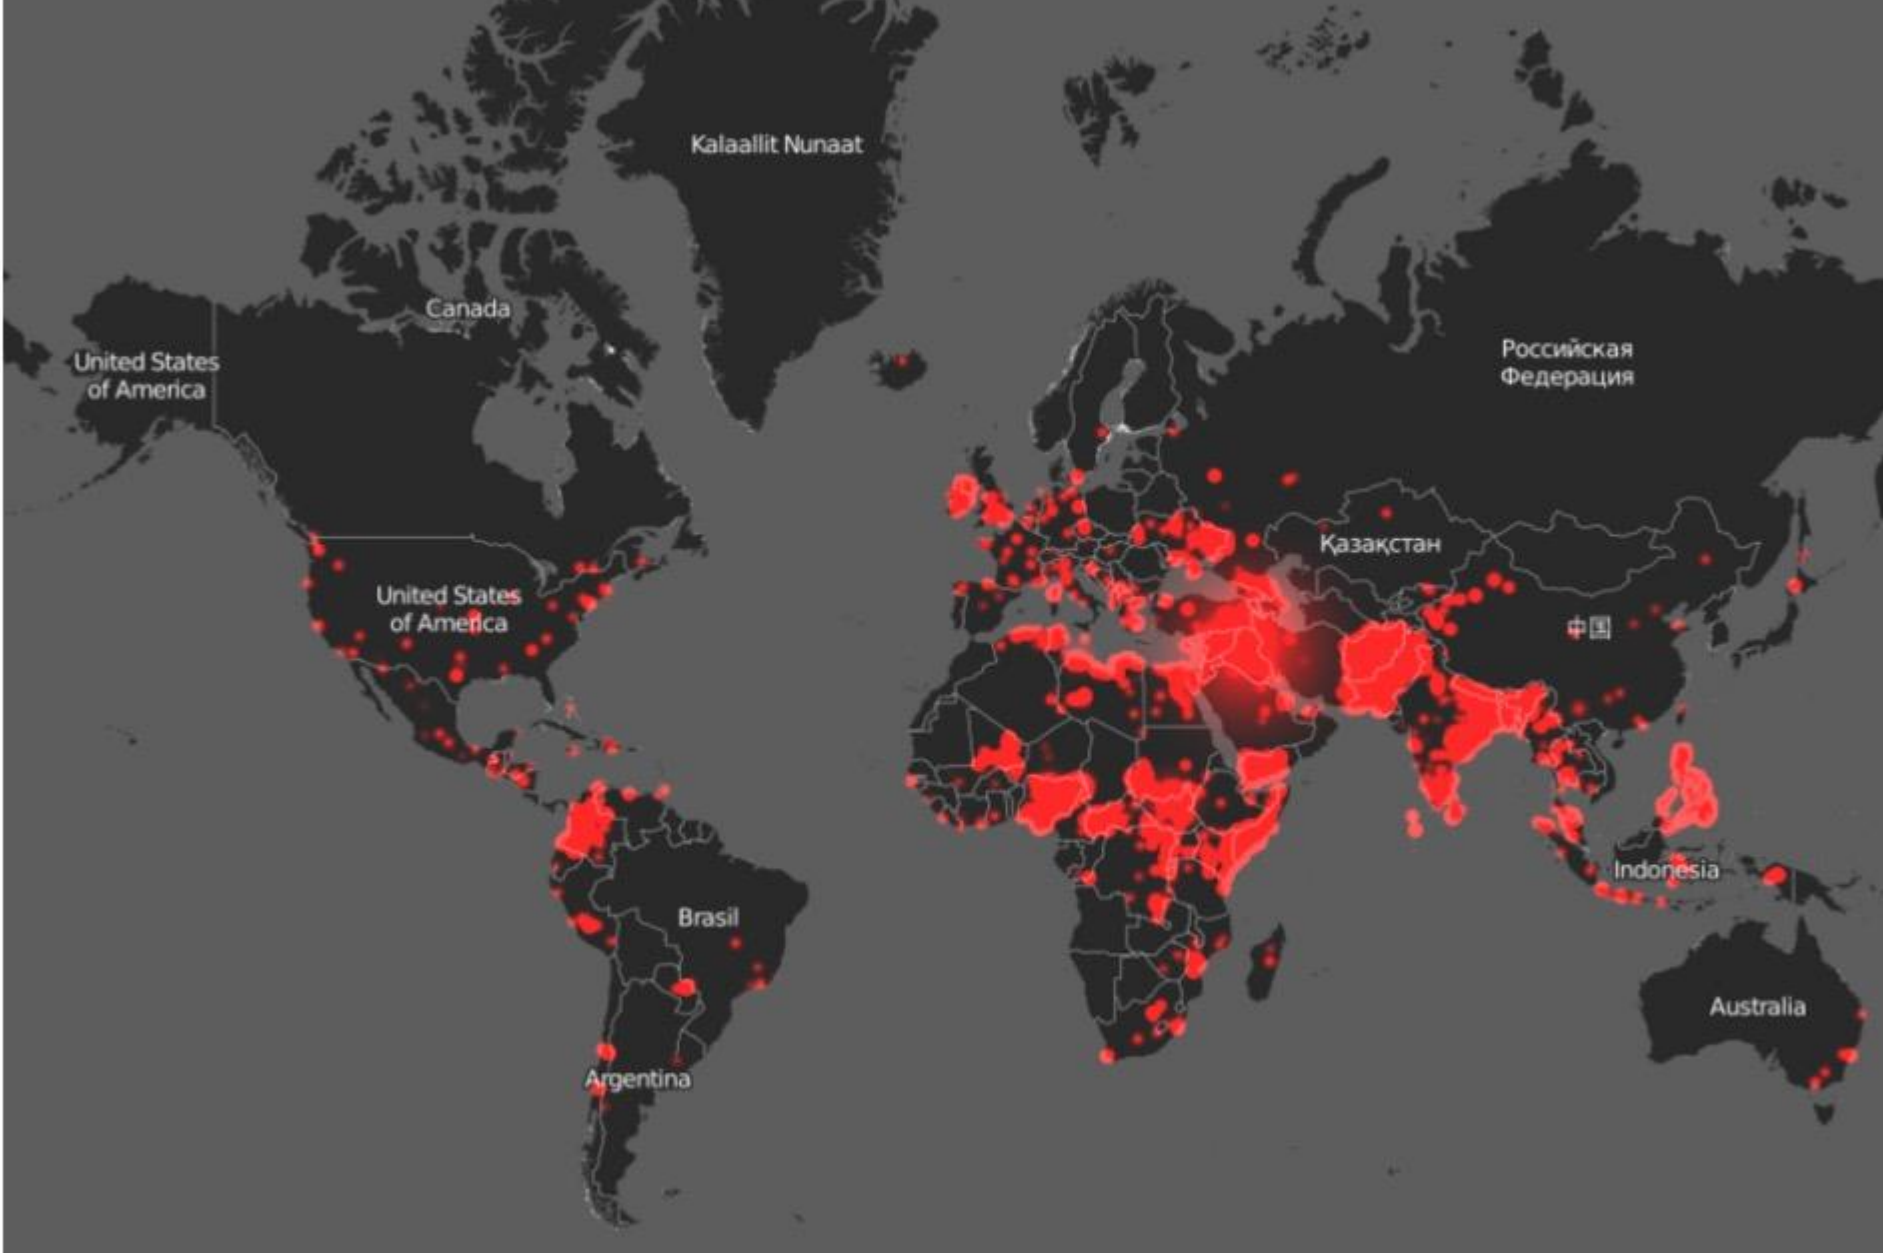 Kalaallit Nunaat
Canada
United States
of America
Российская
Федерация
Қазақстан
United States
of America
中国
Indonesia
Brasil
Australia
Argentina